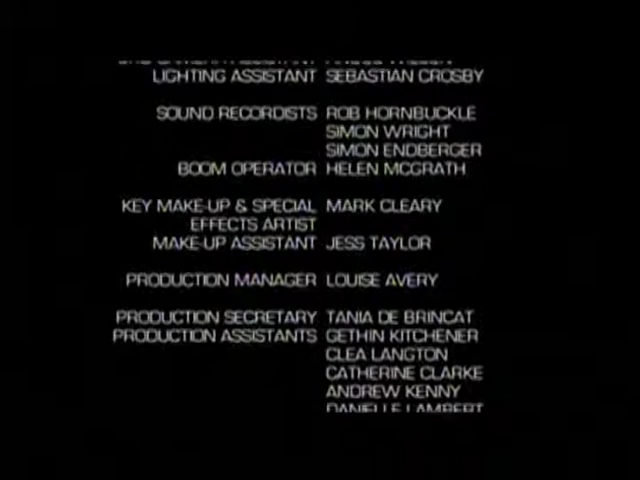 LIGHTING ASSISTANT SEBASTIAN CROSBY
SOUND RECORDISTS ROB HORNBUCKLE
SIMON WRIGHT
SIMON ENDBERGER
BOOM OPERATOR HELEN MCGRATH
KEY MAKE-UP & SPECIAL MARK CLEARY
EFFECTS ARTIST
MAKE-UP ASSISTANT JESS TAYLOR
PRODUCTION MANAGER LOUISE AVERY
PRODUCTION SECRETARY TANIA DE BRINCAT
PRODUCTION ASSISTANTS GETHIN KITCHENER
CLEA LANGTON
CATHERINE CLARKE
ANDREW KENNY
DANIELLE LAMBERT